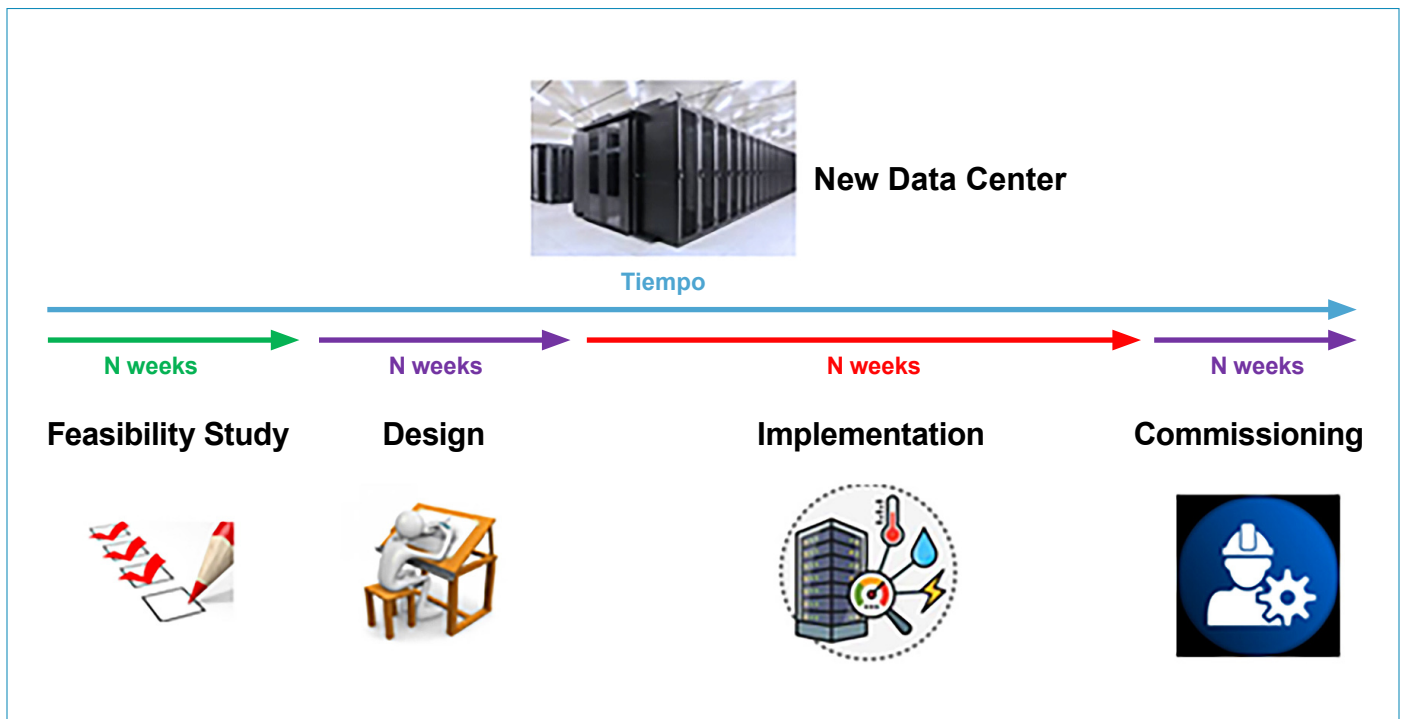 New Data Center
Tiempo
N weeks
N weeks
N weeks
N weeks
Feasibility Study
Design
Implementation
Commissioning